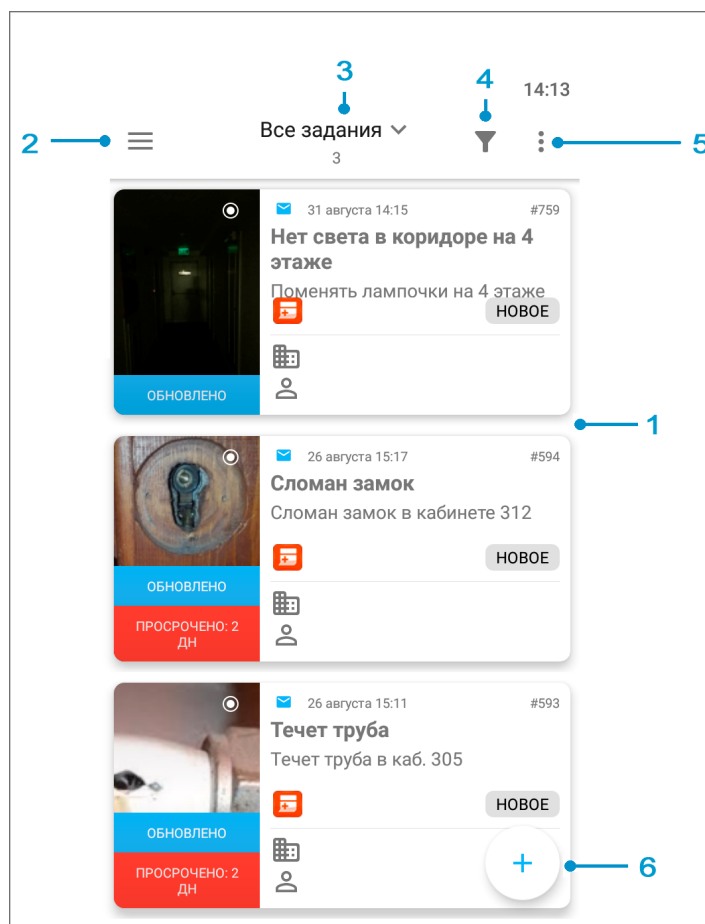 3
4
14:13
2
Все задания
5
3
31 августа 14:15
#759
Нет света в коридоре на 4
этаже
Поменять лампочки на 4 этаже
НОВОЕ
ОБНОВЛЕНО
1
26 августа 15:17
#594
Сломан замок
Сломан замок в кабинете 312
НОВОЕ
ОБНОВЛЕНО
ПРОСРОЧЕНО: 2
ДН
26 августа 15:11
#593
Течет труба
Течет труба в каб. 305
НОВОЕ
ОБНОВЛЕНО
ПРОСРОЧЕНО: 2
ДН
+
6